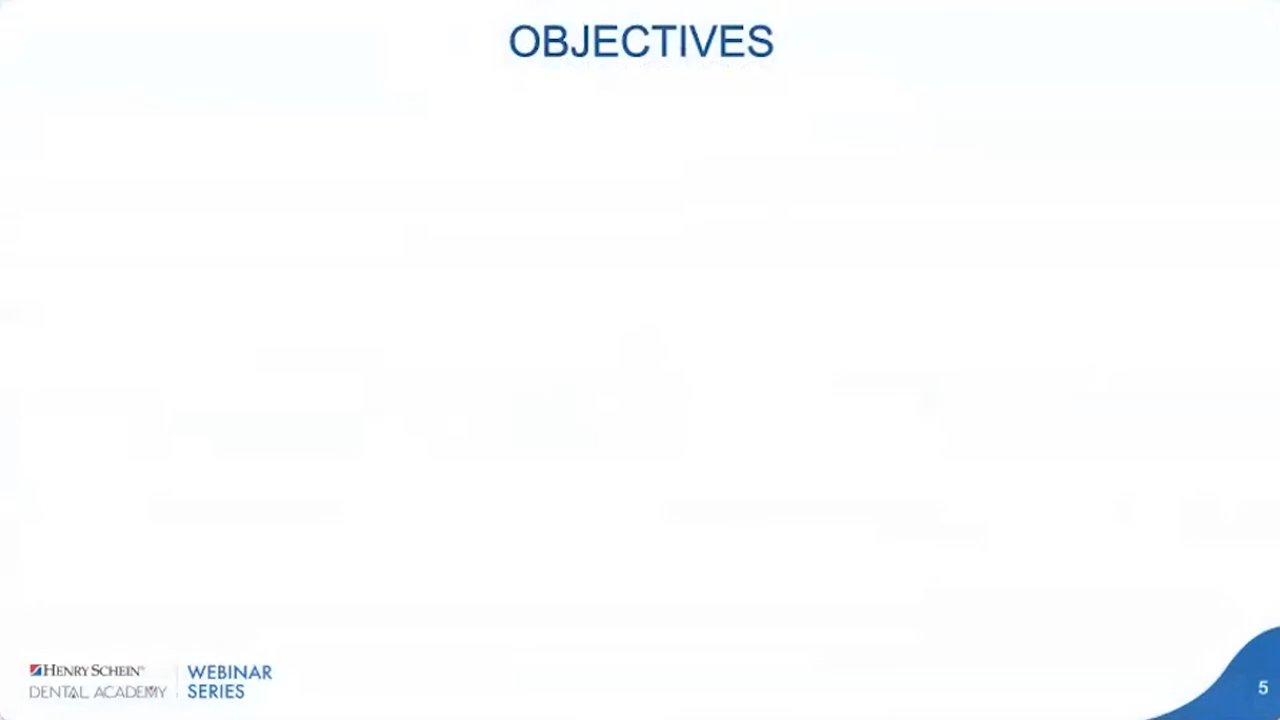 OBJECTIVES
HENRY SCHEIN®
DENTAL ACADEMY
WEBINAR
SERIES
5